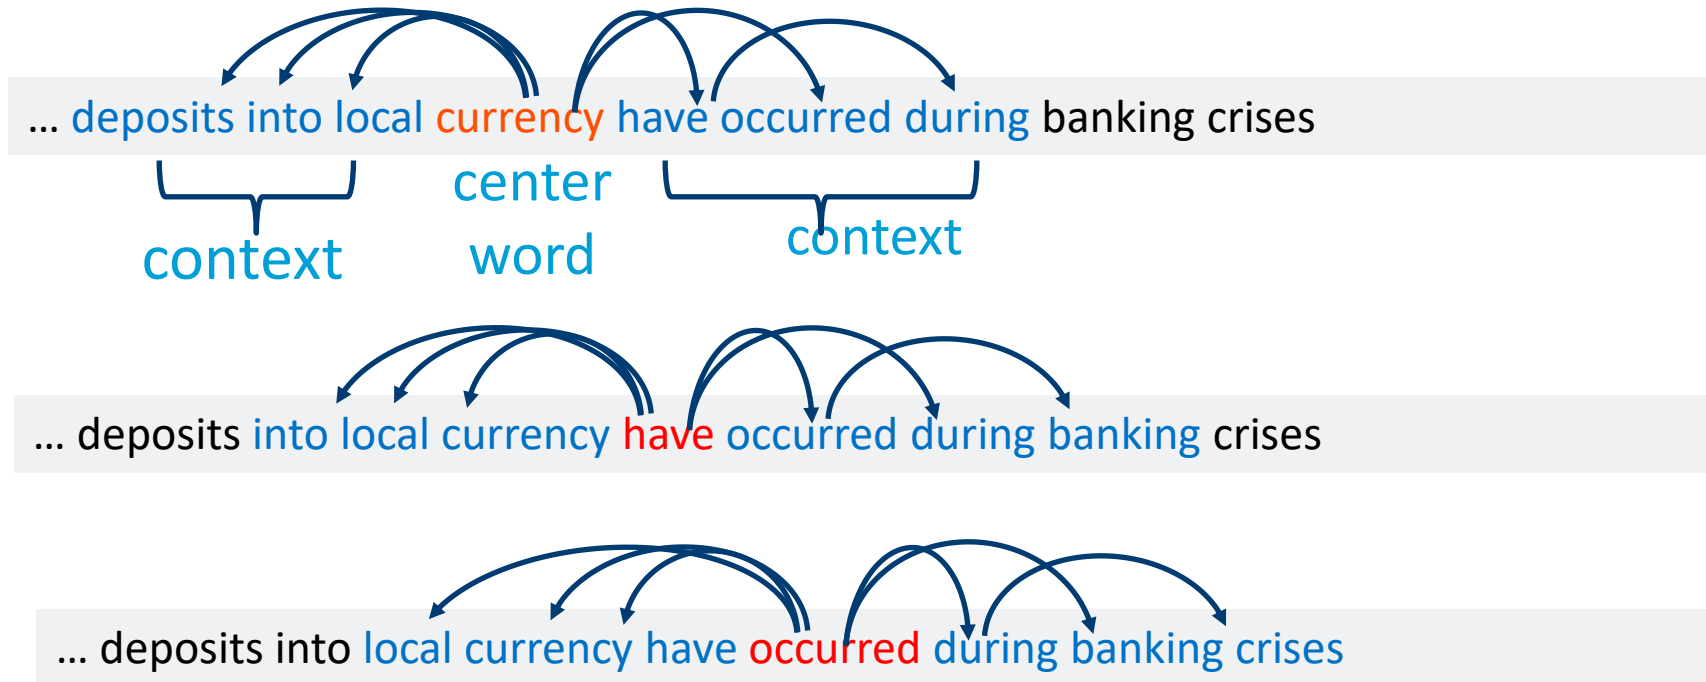 ... deposits into local currency have occurred during banking crises
center
word
context
context
... deposits into local currency have occurred during banking crises
... deposits into local currency have occurred during banking crises